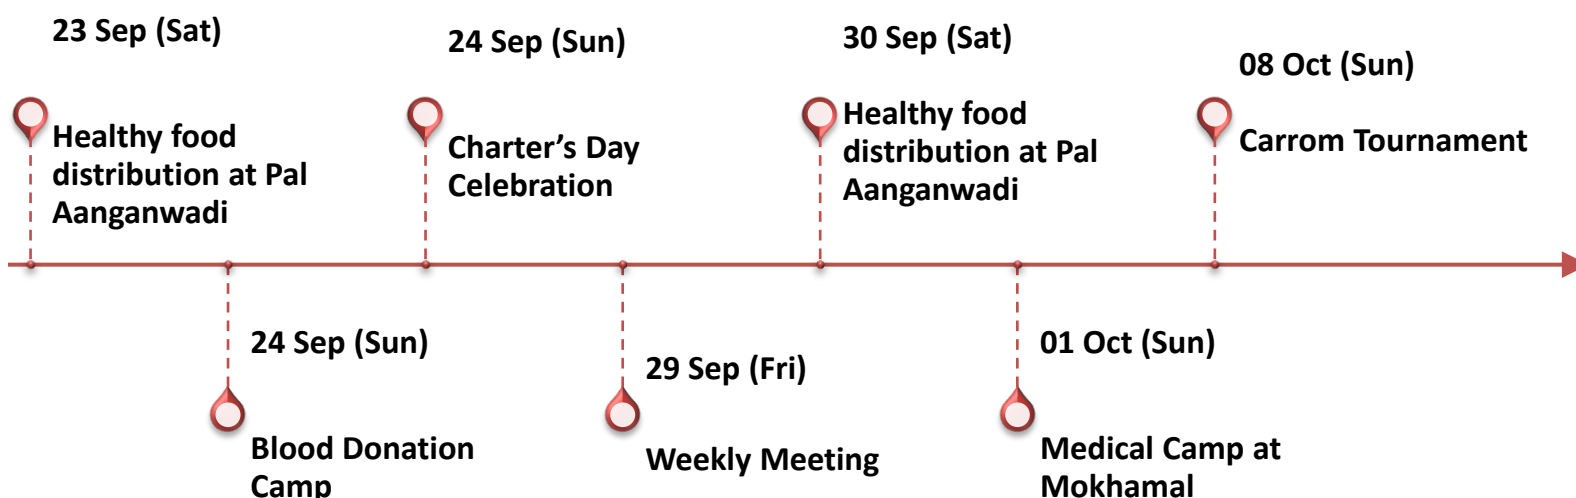 23 Sep (Sat)
Healthy food
distribution at Pal
Aanganwadi
24 Sep (Sun)
Blood Donation
Camp
24 Sep (Sun)
Charter’s Day
Celebration
29 Sep (Fri)
Weekly Meeting
30 Sep (Sat)
Healthy food
distribution at Pal
Aanganwadi
01 Oct (Sun)
Medical Camp at
Mokhamal
08 Oct (Sun)
Carrom Tournament